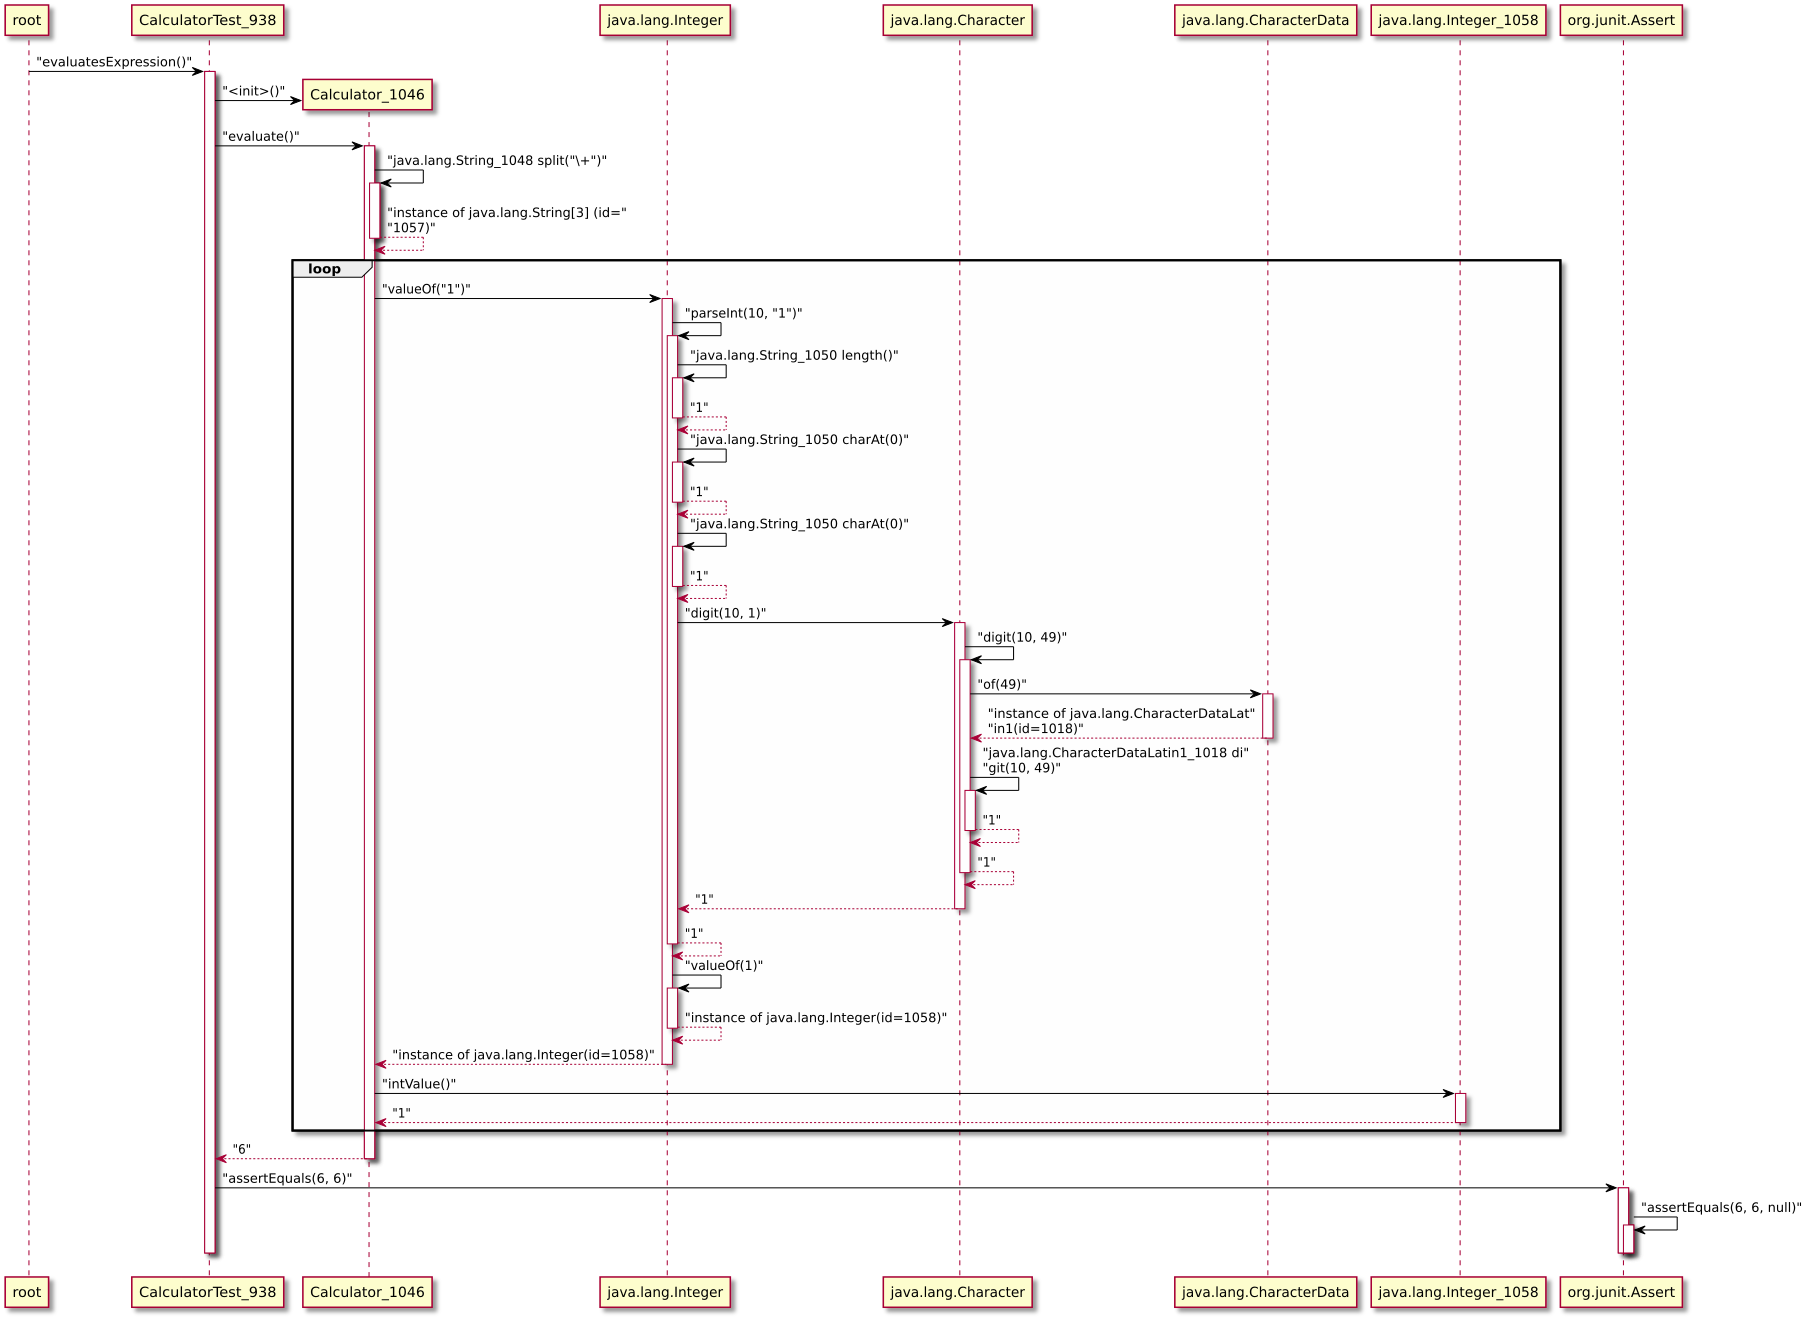 root
CalculatorTest_938
java.lang.Integer
java.lang.Character
java.lang.CharacterData
java.lang.Integer_1058
org.junit.Assert
"evaluatesExpression()"
"<init>()"
Calculator_1046
"evaluate()"
"java.lang.String_1048 split("\+")"
"instance of java.lang.String[3] (id="
"1057)"
loop
"valueOf("1")"
"parseInt(10, "1")"
"java.lang.String_1050 length()"
"1"
"java.lang.String_1050 charAt(0)"
"1"
"java.lang.String_1050 charAt(0)"
"1"
"digit(10, 1)"
"digit(10, 49)"
"of(49)"
"instance of java.lang.CharacterDataLat"
"in1(id=1018)"
"java.lang.CharacterDataLatin1_1018 di"
"git(10, 49)"
"1"
"1"
"1"
"1"
"valueOf(1)"
"instance of java.lang.Integer(id=1058)"
"instance of java.lang.Integer(id=1058)"
"intValue()"
"1"
"6"
"assertEquals(6, 6)"
"assertEquals(6, 6, null)"
root
CalculatorTest_938
Calculator_1046
java.lang.Integer
java.lang.Character
java.lang.CharacterData
java.lang.Integer_1058
org.junit.Assert